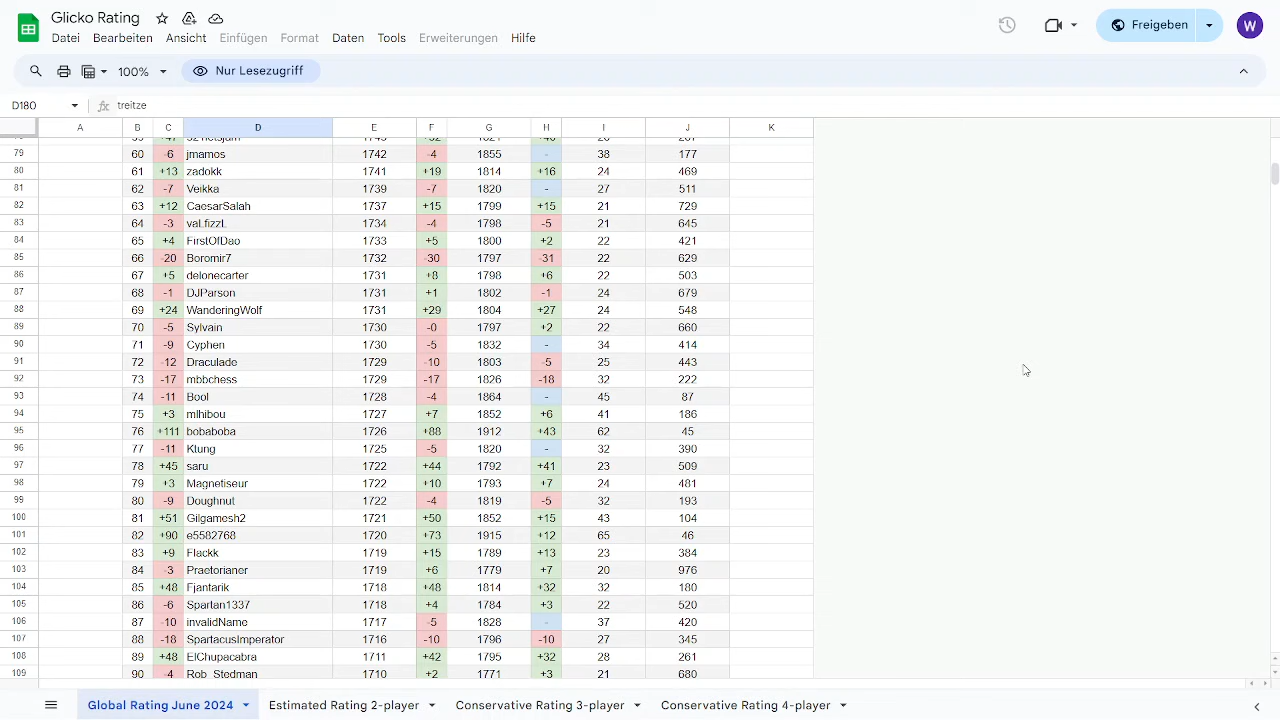 Glicko Rating
Datei Bearbeiten Ansicht Einfügen Format Daten Tools Erweiterungen Hilfe
Freigeben
W
100% Nur Lesezugriff
D180 fx treitze
A B C D E F G H I J K
79 60 -6 jmamos 1742 -4 1855 - 38 177
80 61 +13 zadokk 1741 +19 1814 +16 24 469
81 62 -7 Veikka 1739 -7 1820 - 27 511
82 63 +12 CaesarSalah 1737 +15 1799 +15 21 729
83 64 -3 vaLfizzL 1734 -4 1798 -5 21 645
84 65 +4 FirstOfDao 1733 +5 1800 +2 22 421
85 66 -20 Boromir7 1732 -30 1797 -31 22 629
86 67 +5 delonecarter 1731 +8 1798 +6 22 503
87 68 -1 DJParson 1731 +1 1802 -1 24 679
88 69 +24 WanderingWolf 1731 +29 1804 +27 24 548
89 70 -5 Sylvain 1730 -0 1797 +2 22 660
90 71 -9 Cyphen 1730 -5 1832 - 34 414
91 72 -12 Draculade 1729 -10 1803 -5 25 443
92 73 -17 mbbchess 1729 -17 1826 -18 32 222
93 74 -11 Bool 1728 -4 1864 - 45 87
94 75 +3 mlhibou 1727 +7 1852 +6 41 186
95 76 +111 bobaboba 1726 +88 1912 +43 62 45
96 77 -11 Ktung 1725 -5 1820 - 32 390
97 78 +45 saru 1722 +44 1792 +41 23 509
98 79 +3 Magnetiseur 1722 +10 1793 +7 24 481
99 80 -9 Doughnut 1722 -4 1819 -5 32 193
100 81 +51 Gilgamesh2 1721 +50 1852 +15 43 104
101 82 +90 e5582768 1720 +73 1915 +12 65 46
102 83 +9 Flackk 1719 +15 1789 +13 23 384
103 84 -3 Praetorianer 1719 +6 1779 +7 20 976
104 85 +48 Fjantarik 1718 +48 1814 +32 32 180
105 86 -6 Spartan1337 1718 +4 1784 +3 22 520
106 87 -10 invalidName 1717 -5 1828 - 37 420
107 88 -18 SpartacusImperator 1716 -10 1796 -10 27 345
108 89 +48 ElChupacabra 1711 +42 1795 +32 28 261
109 90 -4 Rob_Stedman 1710 +2 1771 +3 21 680
Global Rating June 2024 Estimated Rating 2-player Conservative Rating 3-player Conservative Rating 4-player